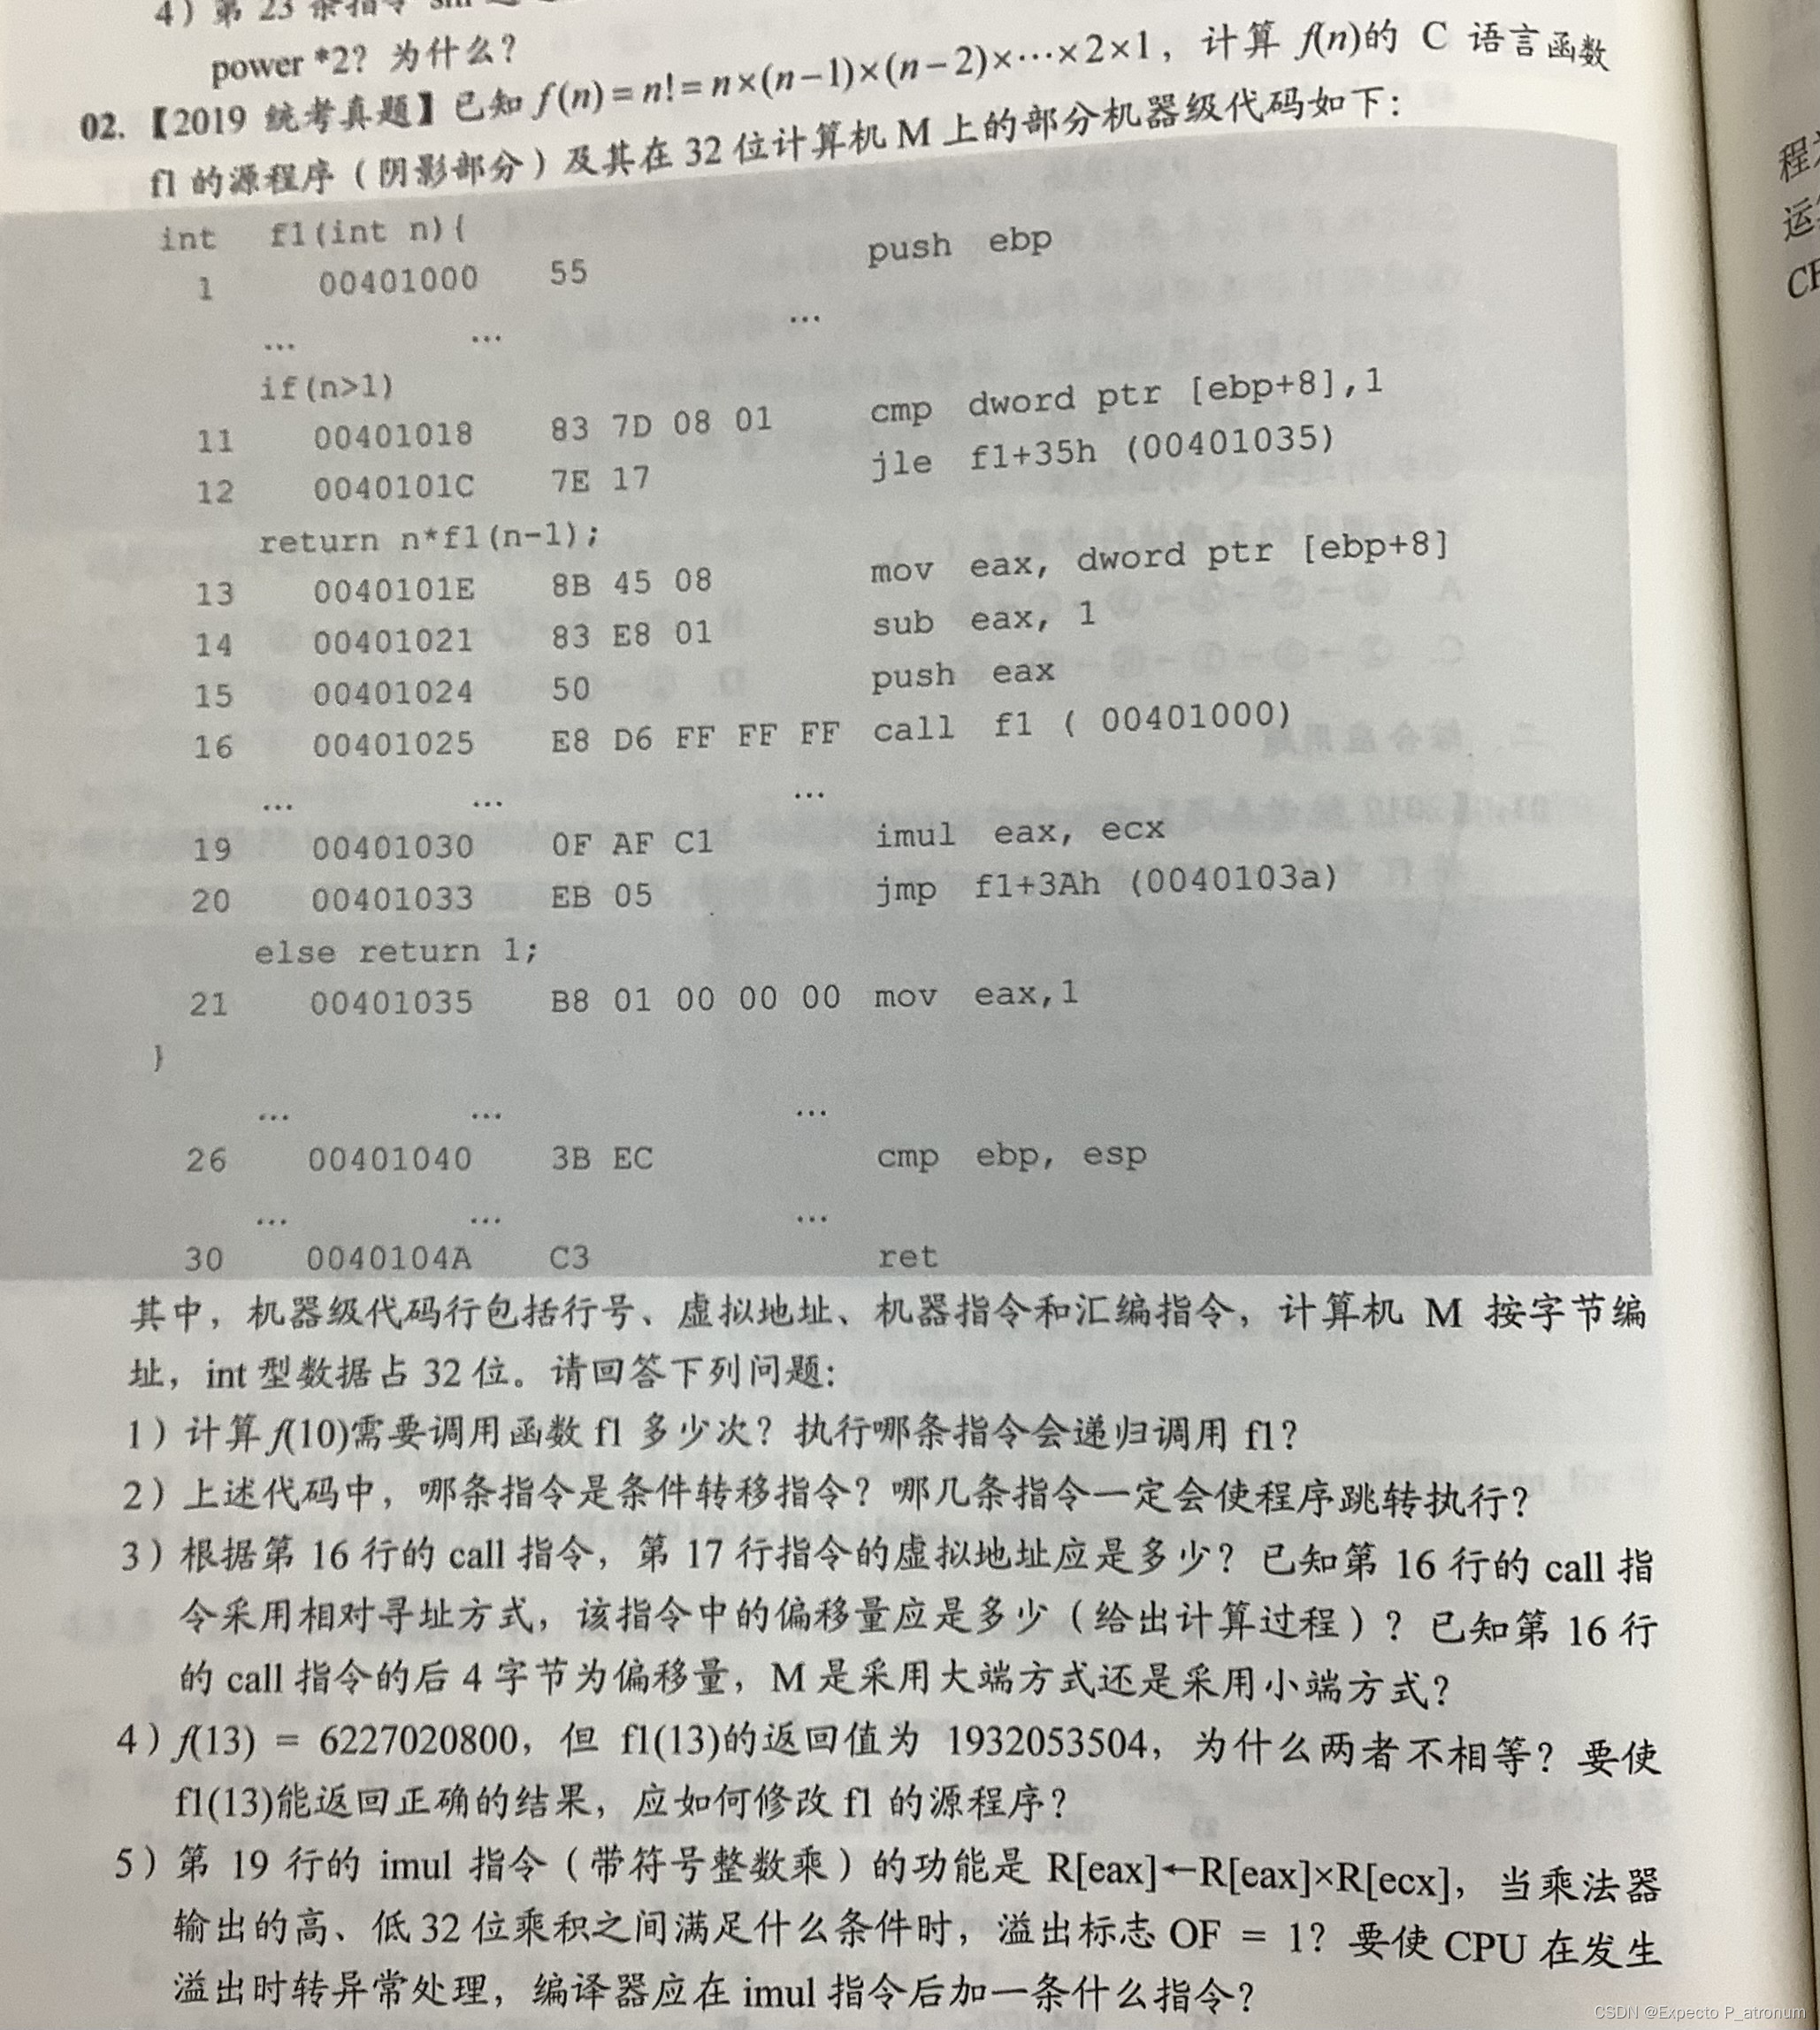 4）第 23 条指令
power *2？为什么？
02.【2019 统考真题】已知 f(n)=n!=n×(n−1)×(n−2)×⋯×2×1，计算 f(n)的 C 语言函数
f1 的源程序（阴影部分）及其在 32 位计算机 M 上的部分机器级代码如下：
int f1(int n){
1 00401000 55 push ebp
… … …
if(n>1)
11 00401018 83 7D 08 01 cmp dword ptr [ebp+8],1
12 0040101C 7E 17 jle f1+35h (00401035)
return n*f1(n-1);
13 0040101E 8B 45 08 mov eax, dword ptr [ebp+8]
14 00401021 83 E8 01 sub eax, 1
15 00401024 50 push eax
16 00401025 E8 D6 FF FF FF call f1 ( 00401000)
… … …
19 00401030 0F AF C1 imul eax, ecx
20 00401033 EB 05 jmp f1+3Ah (0040103a)
else return 1;
21 00401035 B8 01 00 00 00 mov eax,1
}
… … …
26 00401040 3B EC cmp ebp, esp
… … …
30 0040104A C3 ret
其中，机器级代码行包括行号、虚拟地址、机器指令和汇编指令，计算机 M 按字节编
址，int 型数据占 32 位。请回答下列问题：
1）计算 f(10)需要调用函数 f1 多少次？执行哪条指令会递归调用 f1？
2）上述代码中，哪条指令是条件转移指令？哪几条指令一定会使程序跳转执行？
3）根据第 16 行的 call 指令，第 17 行指令的虚拟地址应是多少？已知第 16 行的 call 指
令采用相对寻址方式，该指令中的偏移量应是多少（给出计算过程）？已知第 16 行
的 call 指令的后 4 字节为偏移量，M 是采用大端方式还是采用小端方式？
4）f(13) = 6227020800，但 f1(13)的返回值为 1932053504，为什么两者不相等？要使
f1(13)能返回正确的结果，应如何修改 f1 的源程序？
5）第 19 行的 imul 指令（带符号整数乘）的功能是 R[eax]←R[eax]×R[ecx]，当乘法器
输出的高、低 32 位乘积之间满足什么条件时，溢出标志 OF = 1？要使 CPU 在发生
溢出时转异常处理，编译器应在 imul 指令后加一条什么指令？
CSDN @Expecto P_atronum